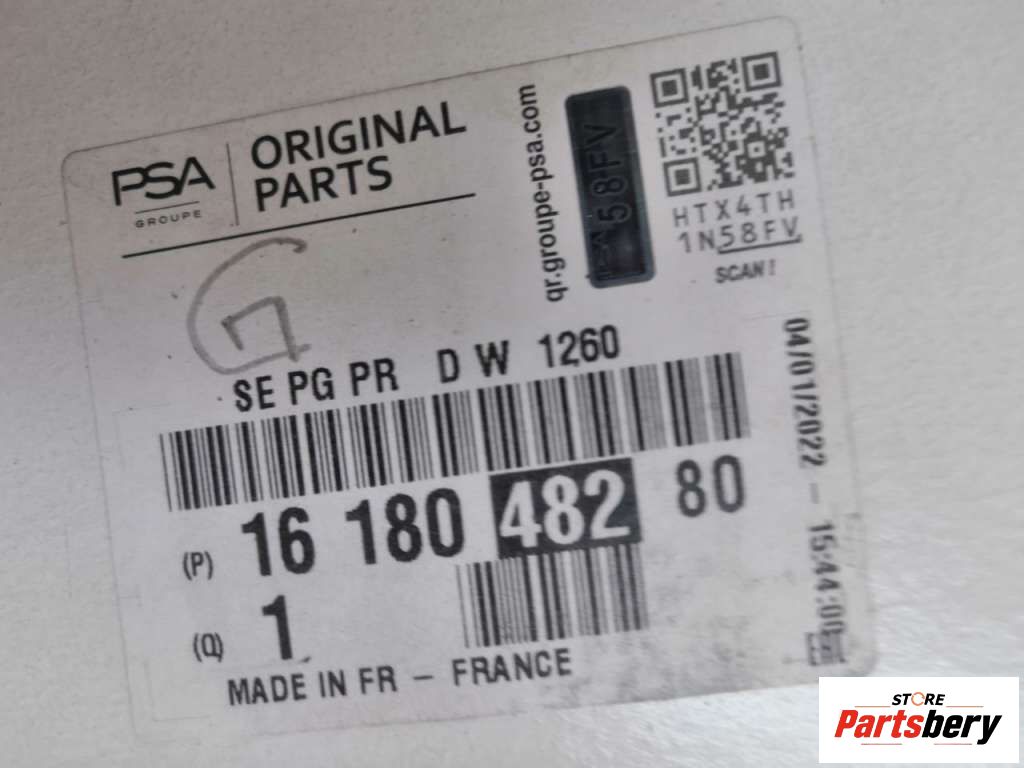 PSA
GROUPE
ORIGINAL
PARTS
qr.groupe-psa.com
58FV
HTX4TH
1N58FV
SCAN!
G
SE PG PR D W 1260
(P) 16 180 482 80
(Q) 1
MADE IN FR - FRANCE
04/01/2022 - 15:44:00
STORE
Partsbery